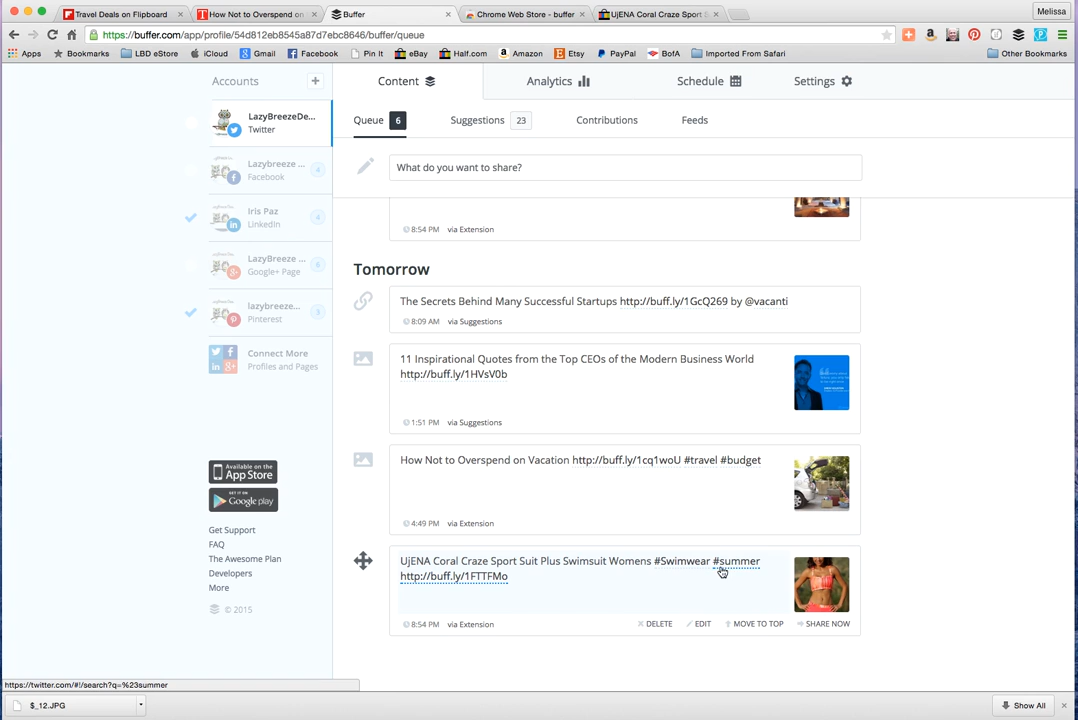 Travel Deals on Flipboard
How Not to Overspend on
Buffer
Chrome Web Store - buffer
UjENA Coral Craze Sport S
Melissa
https://buffer.com/app/profile/54d812eb8545a87d7ebc8646/buffer/queue
Apps
Bookmarks
LBD eStore
iCloud
Gmail
Facebook
Pin It
eBay
Half.com
Amazon
Etsy
PayPal
BofA
Imported From Safari
Other Bookmarks
Accounts
+
Content
Analytics
Schedule
Settings
LazyBreezeDe...
Twitter
Queue 6
Suggestions 23
Contributions
Feeds
Lazybreeze ...
Facebook
4
What do you want to share?
Iris Paz
LinkedIn
4
8:54 PM via Extension
LazyBreeze ...
Google+ Page
6
Tomorrow
lazybreeze...
Pinterest
3
The Secrets Behind Many Successful Startups http://buff.ly/1GcQ269 by @vacanti
8:09 AM via Suggestions
Connect More
Profiles and Pages
11 Inspirational Quotes from the Top CEOs of the Modern Business World
http://buff.ly/1HVsV0b
1:51 PM via Suggestions
How Not to Overspend on Vacation http://buff.ly/1cq1woU #travel #budget
4:49 PM via Extension
Available on the
App Store
GET IT ON
Google play
Get Support
FAQ
The Awesome Plan
Developers
More
© 2015
UjENA Coral Craze Sport Suit Plus Swimsuit Womens #Swimwear #summer
http://buff.ly/1FTTFMo
8:54 PM via Extension
DELETE
EDIT
MOVE TO TOP
SHARE NOW
https://twitter.com/#!/search?q=%23summer
$_12.JPG
Show All